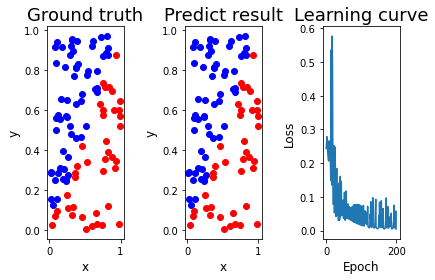 Ground truth Predict result Learning curve
1.0 1.0 0.6
0.8 0.8 0.5
0.6 0.6 0.4
0.4 0.4 0.3
0.2 0.2 0.2
0.0 0.0 0.1
0.0
y y Loss
0 1 0 1 0 200
x x Epoch